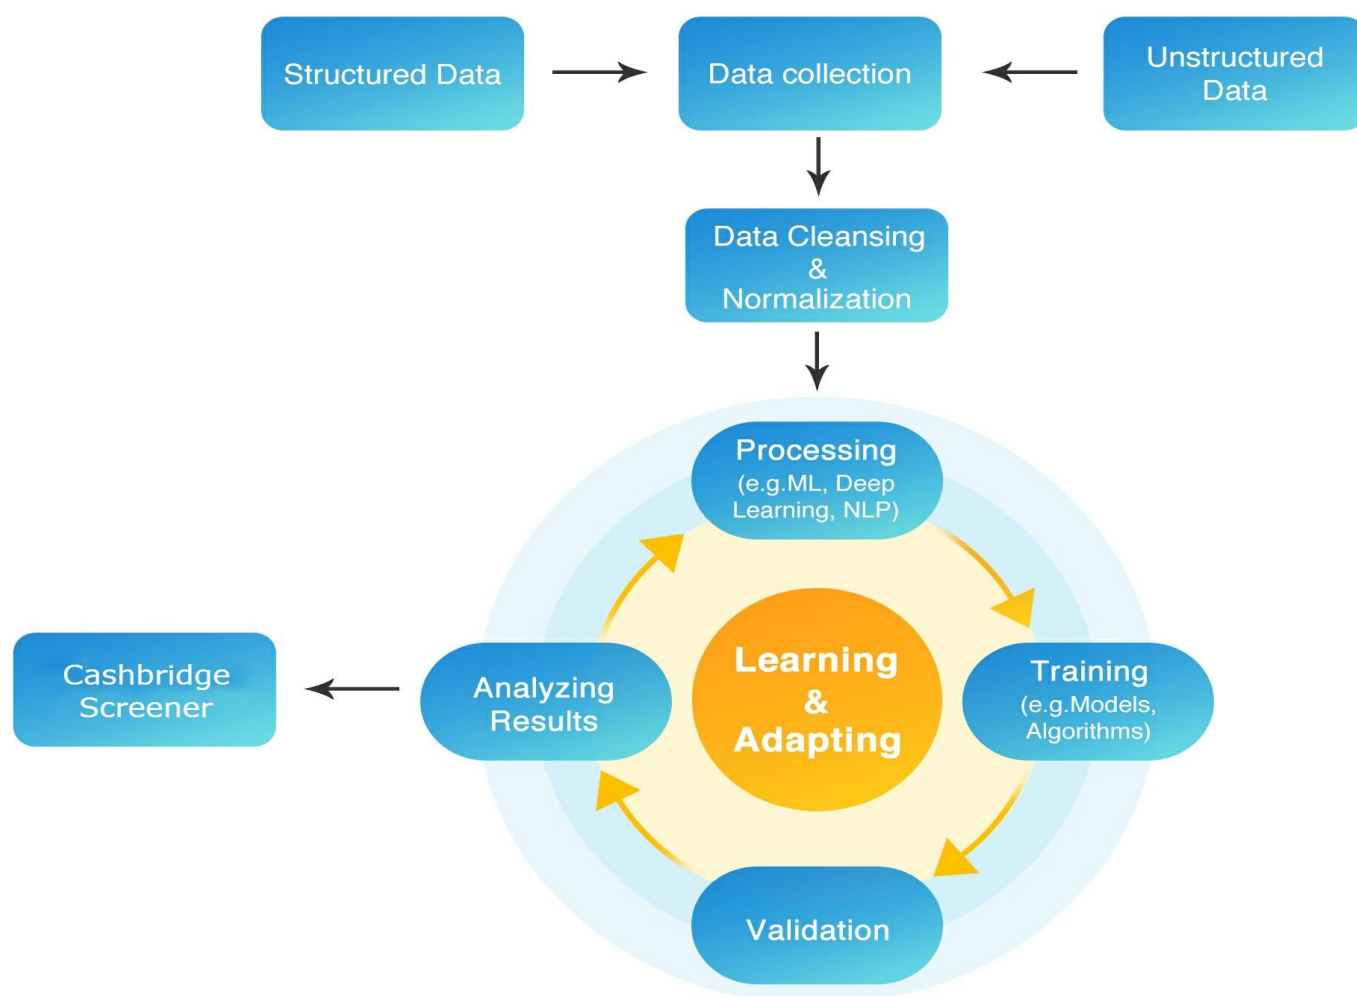 Structured Data
Data collection
Unstructured
Data
Data Cleansing
&
Normalization
Processing
(e.g.ML, Deep
Learning, NLP)
Learning
&
Adapting
Training
(e.g.Models,
Algorithms)
Validation
Analyzing
Results
Cashbridge
Screener